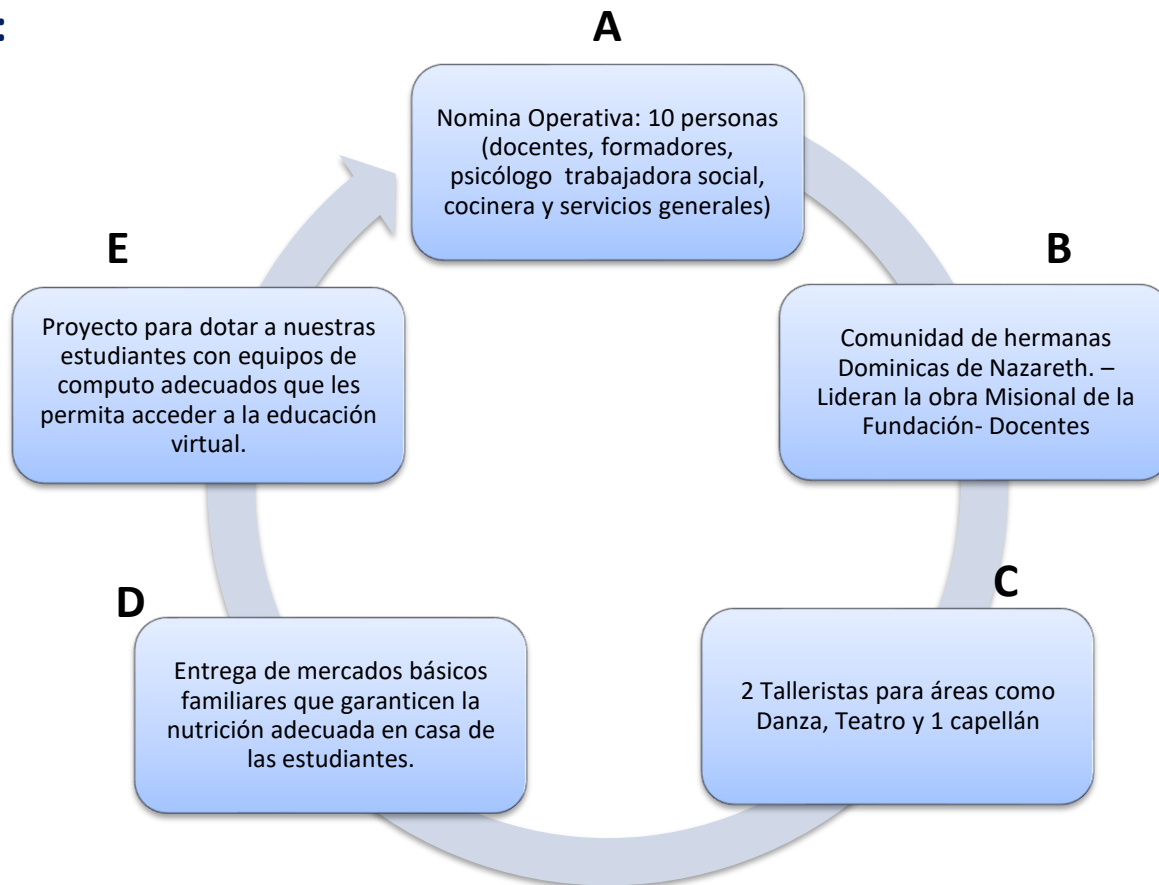 :
A
Nomina Operativa: 10 personas
(docentes, formadores,
psicólogo trabajadora social,
cocinera y servicios generales)
B
Comunidad de hermanas
Dominicas de Nazareth. –
Lideran la obra Misional de la
Fundación- Docentes
C
2 Talleristas para áreas como
Danza, Teatro y 1 capellán
D
Entrega de mercados básicos
familiares que garanticen la
nutrición adecuada en casa de
las estudiantes.
E
Proyecto para dotar a nuestras
estudiantes con equipos de
computo adecuados que les
permita acceder a la educación
virtual.